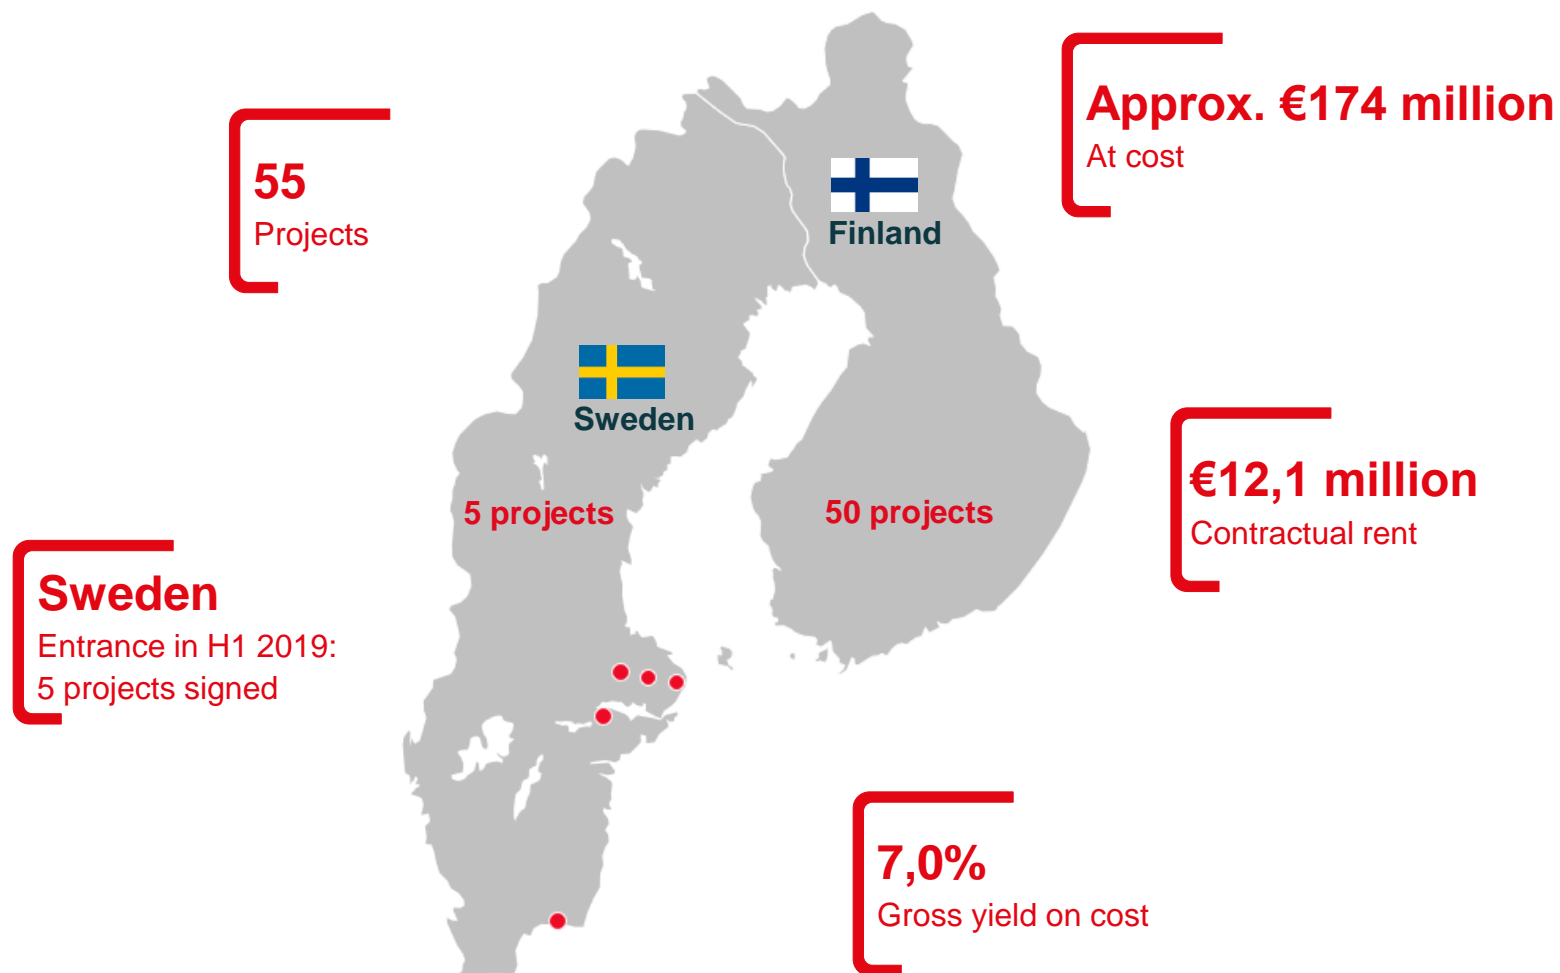 55
Projects
Approx. €174 million
At cost
Finland
Sweden
5 projects
50 projects
€12,1 million
Contractual rent
Sweden
Entrance in H1 2019:
5 projects signed
7,0%
Gross yield on cost